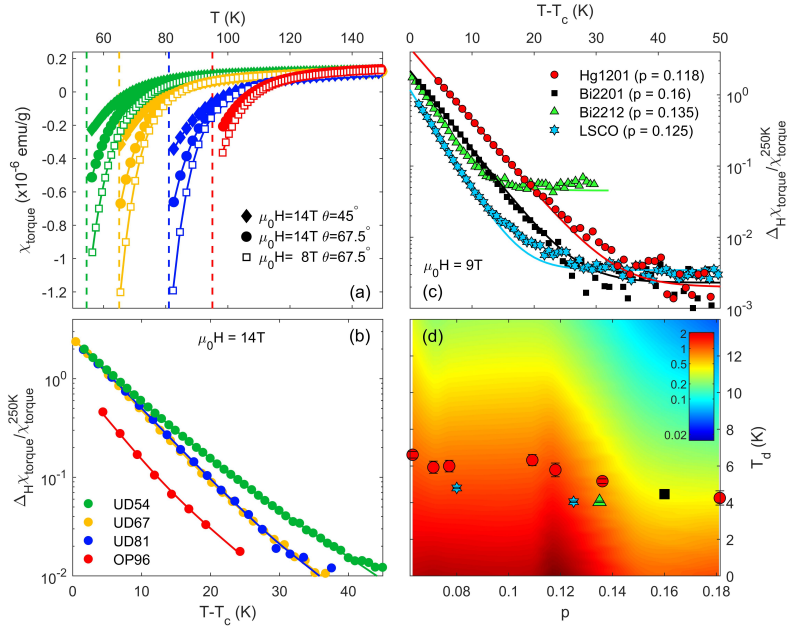 T (K)
40 60 80 100 120 140
0.2
0
-0.2
-0.4
-0.6
-0.8
-1
-1.2
χtorque (x10-6 emu/g)
μ0H=14T θ=45°
μ0H=14T θ=67.5°
μ0H= 8T θ=67.5°
(a)
T-Tc (K)
0 10 20 30 40 50
Hg1201 (p = 0.118)
Bi2201 (p = 0.16)
Bi2212 (p = 0.135)
LSCO (p = 0.125)
μ0H = 9T
(c)
100
10-1
10-2
10-3
ΔHχtorque/χtorque250K
(b)
μ0H = 14T
100
10-1
10-2
ΔHχtorque/χtorque250K
UD54
UD67
UD81
OP96
0 10 20 30 40
T-Tc (K)
(d)
2
1
0.5
0.2
0.1
0.02
12
10
8
6
4
2
0
Td (K)
0.08 0.1 0.12 0.14 0.16 0.18
p